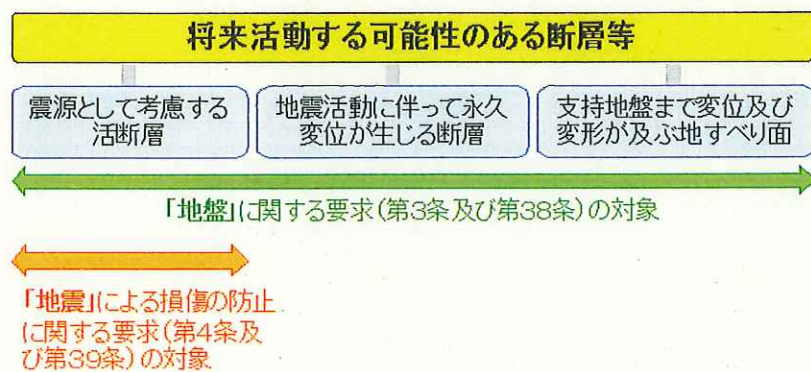 将来活動する可能性のある断層等
震源として考慮する
活断層
地震活動に伴って永久
変位が生じる断層
支持地盤まで変位及び
変形が及ぶ地すべり面
「地盤」に関する要求(第3条及び第38条)の対象
「地震」による損傷の防止
に関する要求(第4条及
び第39条)の対象